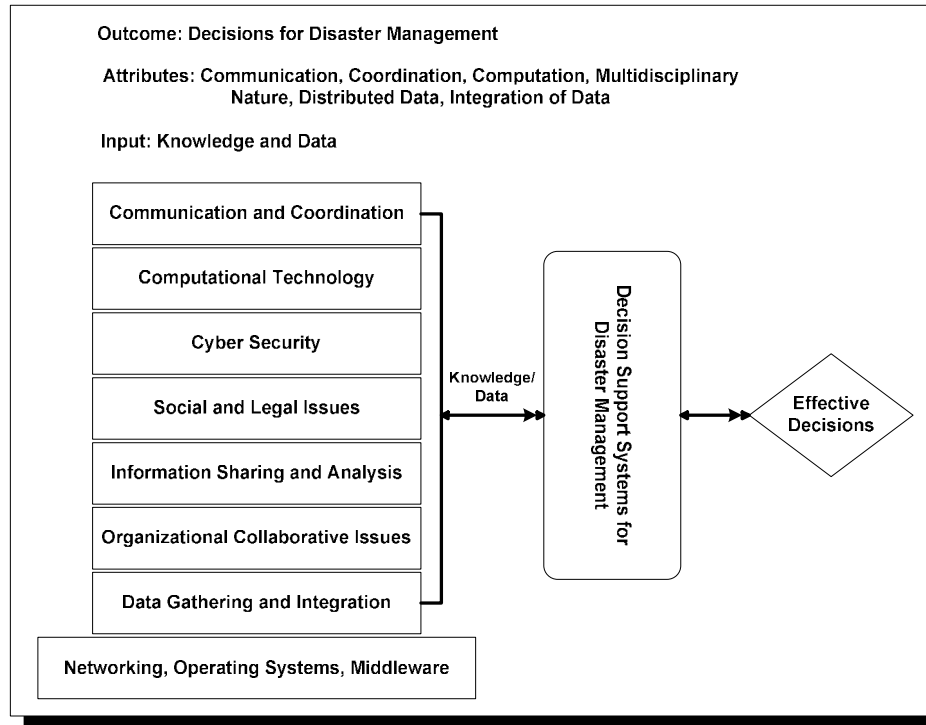 Outcome: Decisions for Disaster Management
Attributes: Communication, Coordination, Computation, Multidisciplinary
Nature, Distributed Data, Integration of Data
Input: Knowledge and Data
Communication and Coordination
Computational Technology
Cyber Security
Social and Legal Issues
Information Sharing and Analysis
Organizational Collaborative Issues
Data Gathering and Integration
Networking, Operating Systems, Middleware
Knowledge/
Data
Decision Support Systems for
Disaster Management
Effective
Decisions